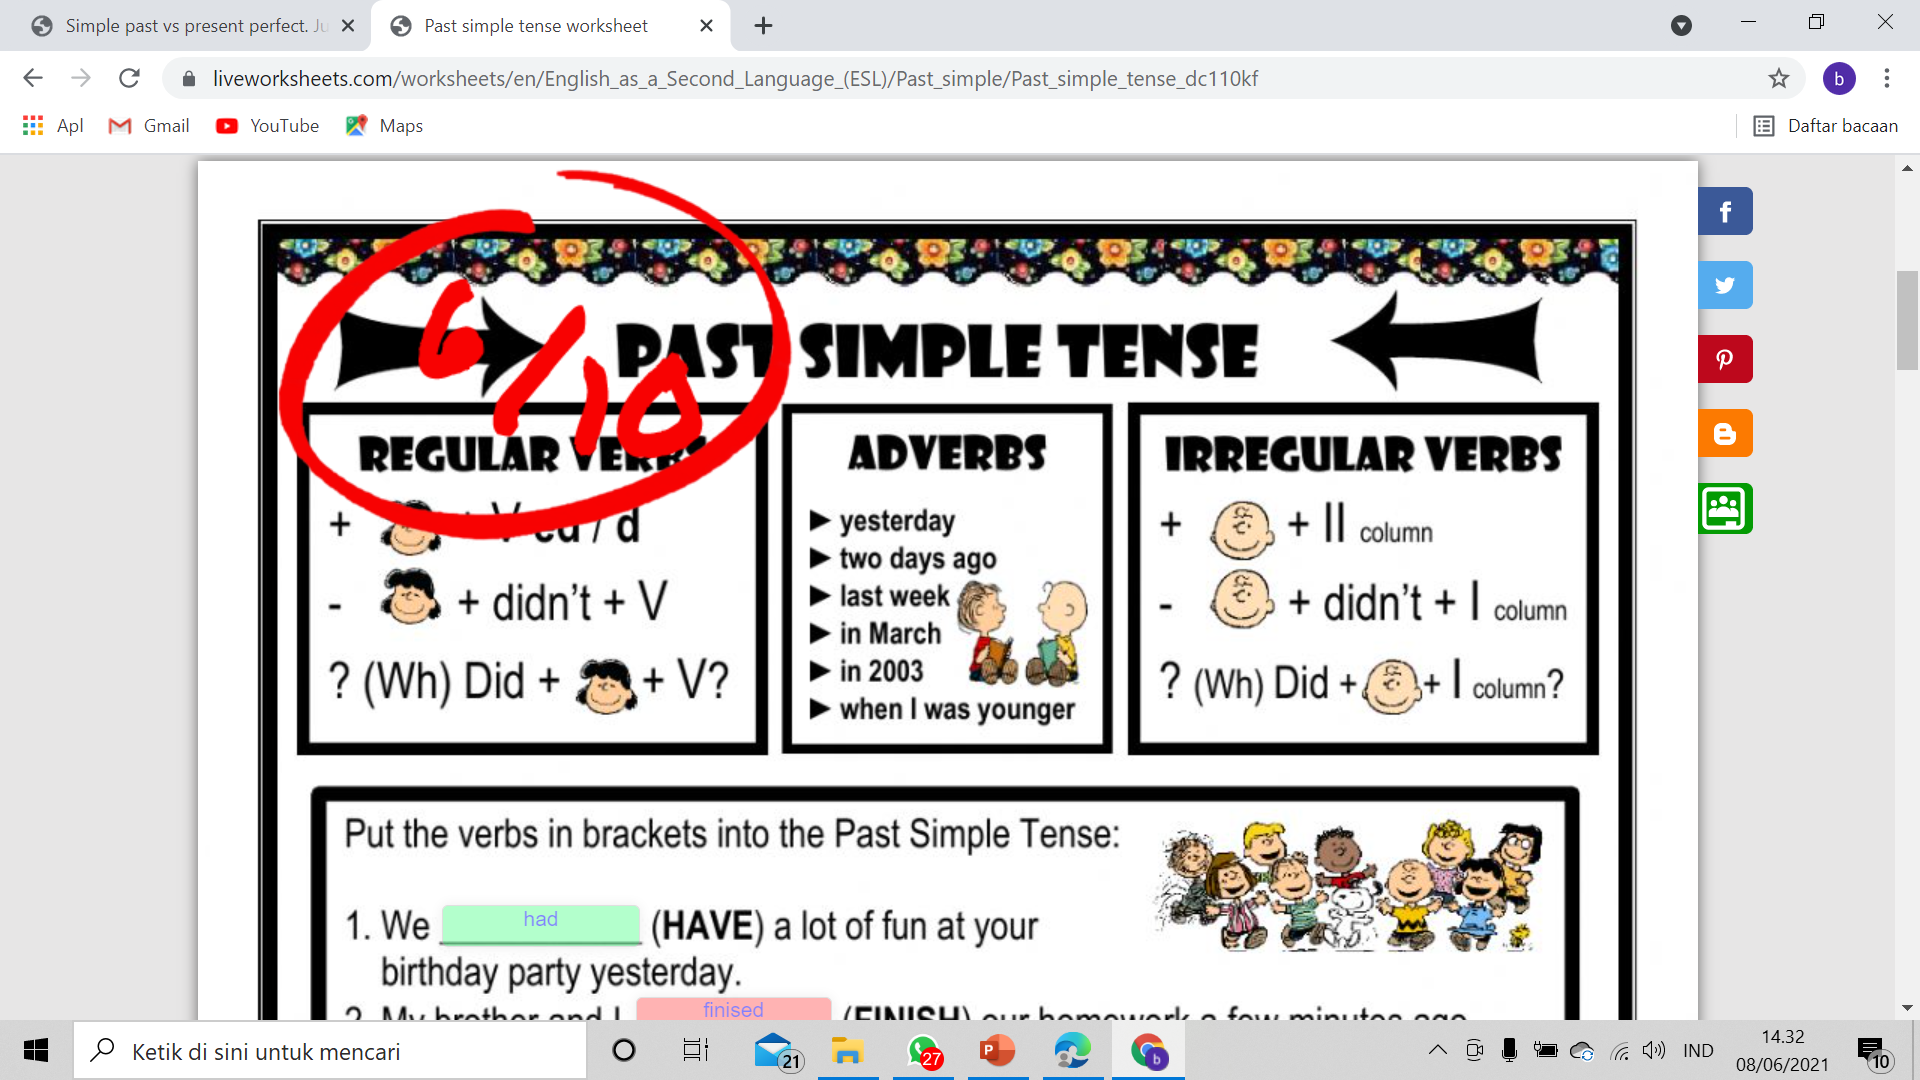 Simple past vs present perfect. Ju
Past simple tense worksheet
liveworksheets.com/worksheets/en/English_as_a_Second_Language_(ESL)/Past_simple/Past_simple_tense_dc110kf
b
Apl
Gmail
YouTube
Maps
Daftar bacaan
6/10
PAST SIMPLE TENSE
REGULAR VERBS
+ + V ed / d
- + didn't + V
? (Wh) Did + + V?
ADVERBS
► yesterday
► two days ago
► last week
► in March
► in 2003
► when I was younger
IRREGULAR VERBS
+ + II column
- + didn't + I column
? (Wh) Did + + I column?
Put the verbs in brackets into the Past Simple Tense:
1. We had (HAVE) a lot of fun at your
birthday party yesterday.
2. My brother and I finised (FINISH) our homework a few minutes ago.
Ketik di sini untuk mencari
21
27
b
IND
14.32
08/06/2021
10